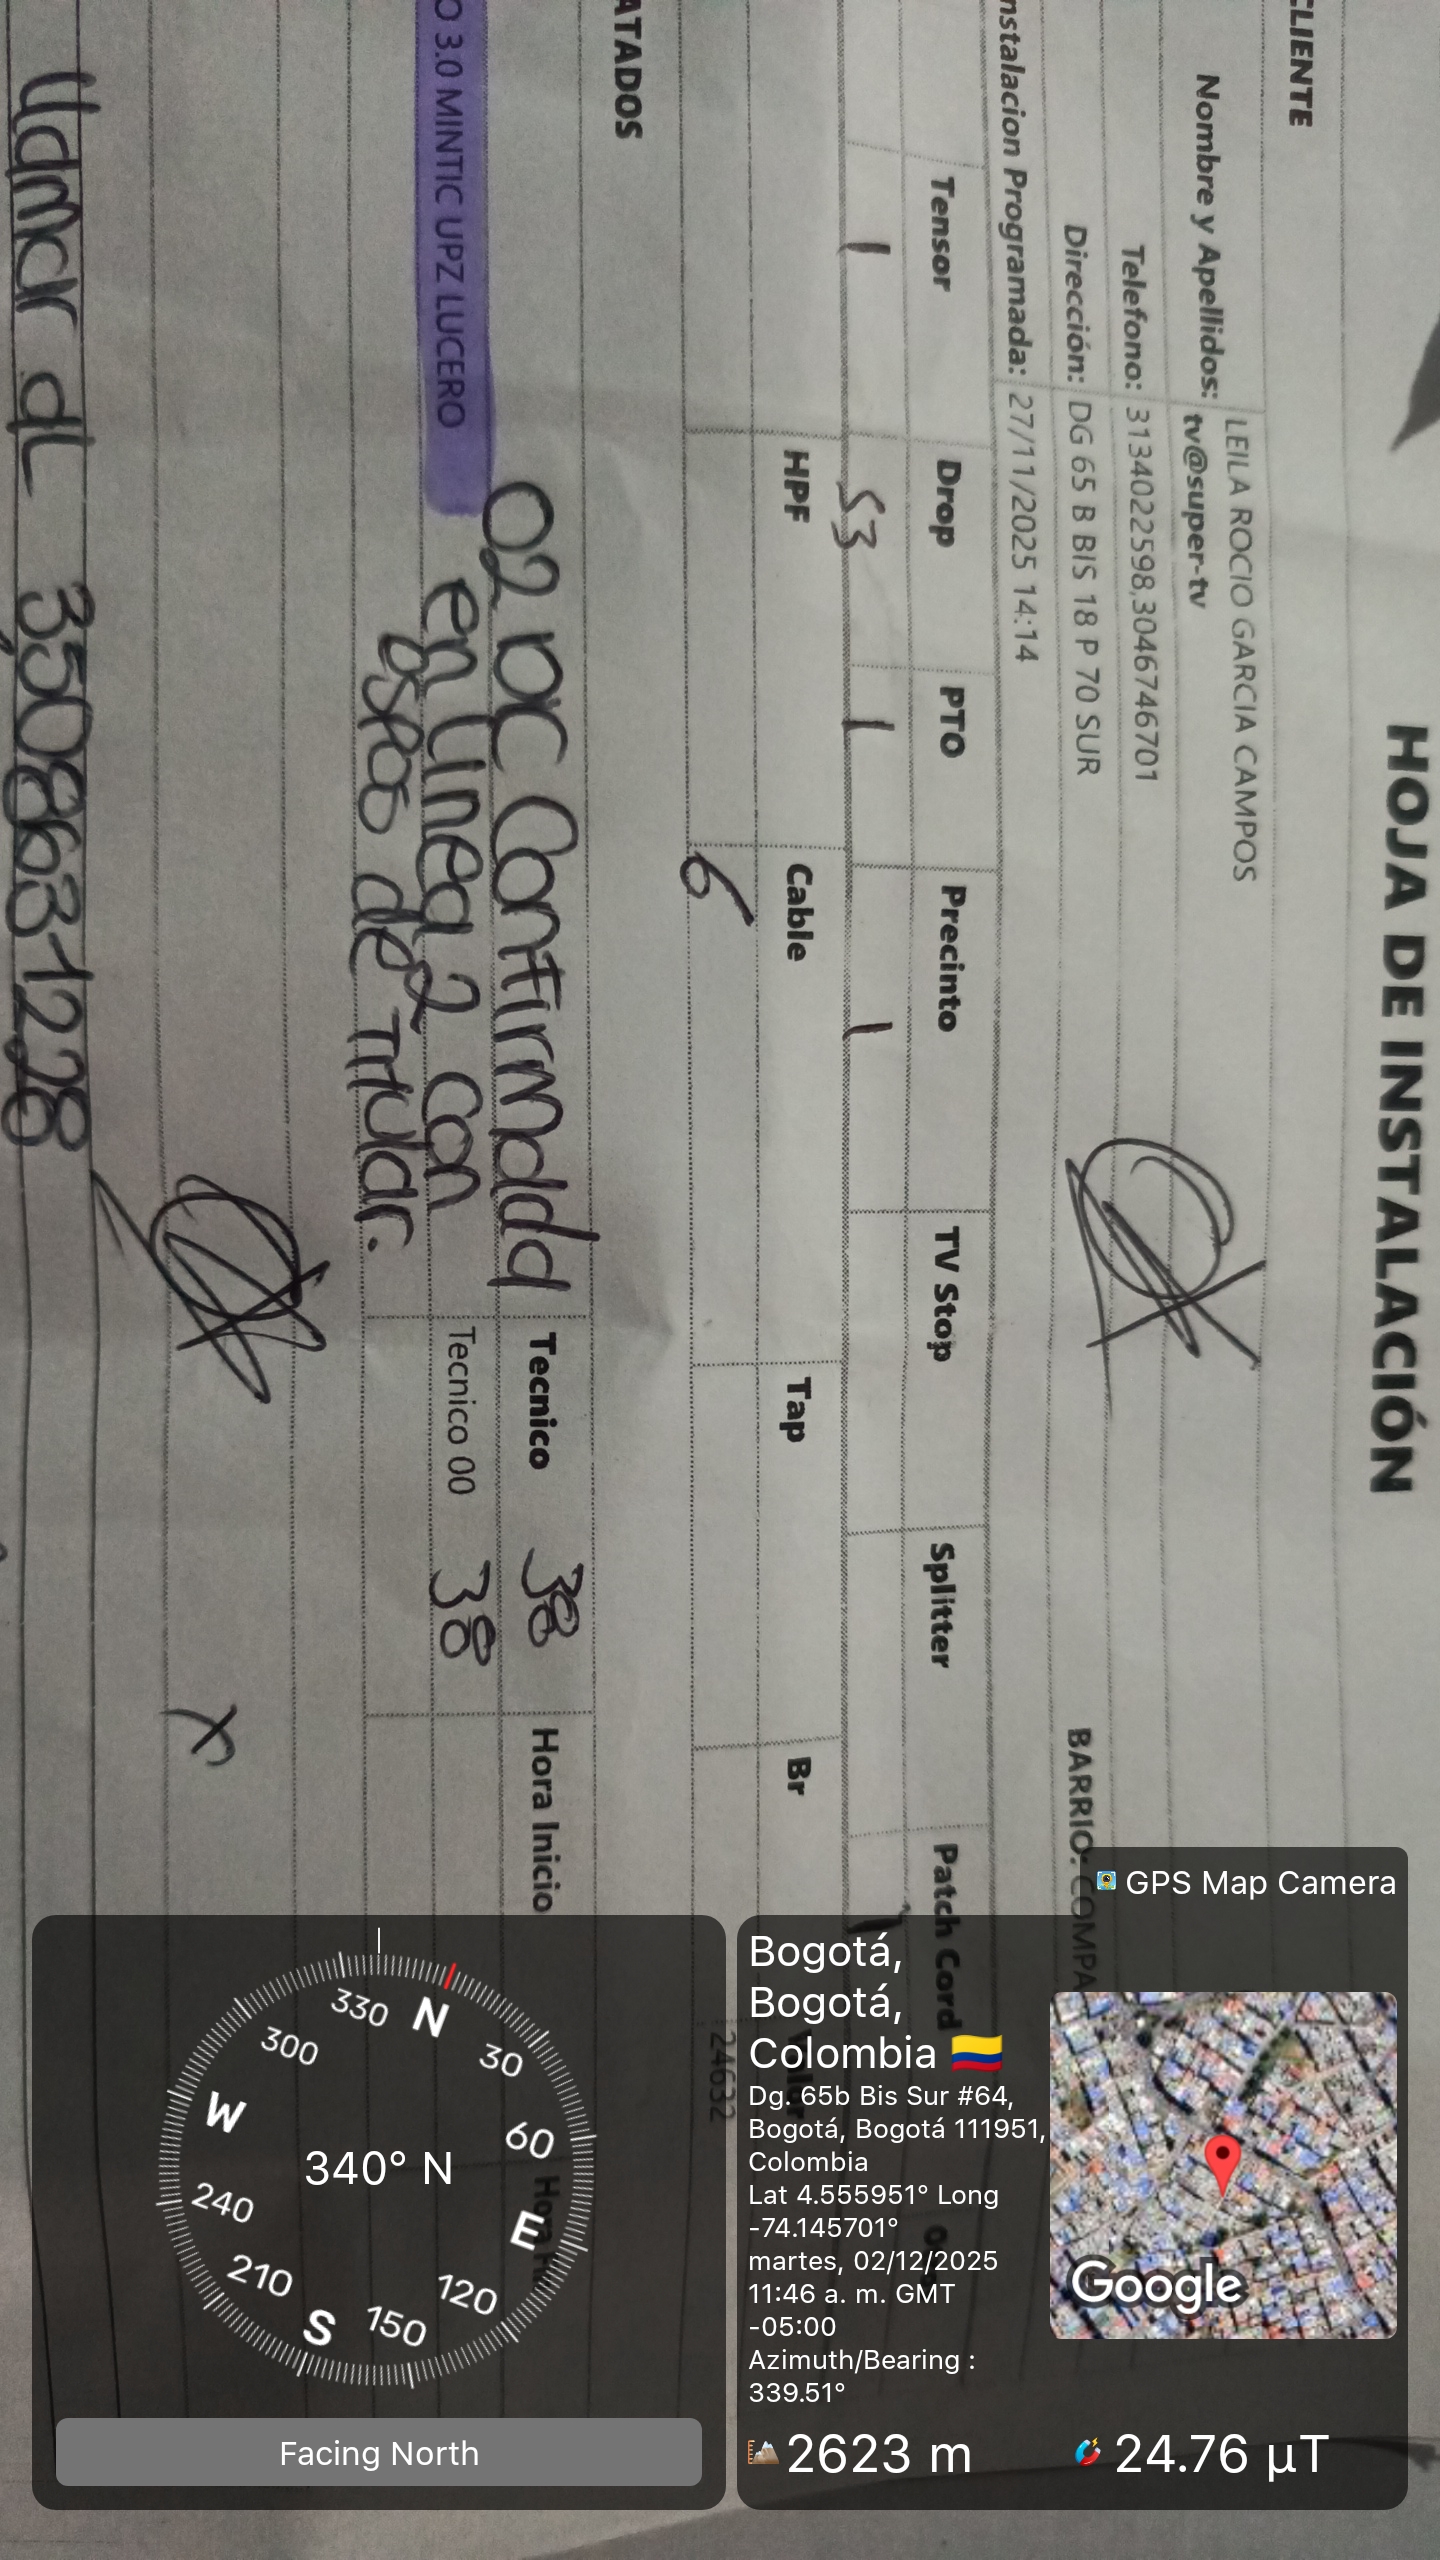 HOJA DE INSTALACIÓN
CLIENTE
LEILA ROCIO GARCIA CAMPOS
Nombre y Apellidos: tv@super-tv
Telefono: 3134022598,3046746701
Dirección: DG 65 B BIS 18 P 70 SUR
BARRIO: COMPA
nstalacion Programada: 27/11/2025 14:14
Tensor Drop PTO Precinto TV Stop Splitter Patch Cord
1 53 1 1 1
HPF Cable Tap Br
6
24632
ATADOS
02 DIC Confirmada
en linea 2 con
esposo de Titular.
Tecnico 38 Hora Inicio
O 3.0 MINTIC UPZ LUCERO
Tecnico 00 38
x
llamar al 3508631228
GPS Map Camera
Bogotá,
Bogotá,
Colombia
Dg. 65b Bis Sur #64,
Bogotá, Bogotá 111951,
Colombia
Lat 4.555951° Long
-74.145701°
martes, 02/12/2025
11:46 a. m. GMT
-05:00
Azimuth/Bearing :
339.51°
2623 m
24.76 µT
Google
330 N 30
300 60
W E
240 120
210 S 150
340° N
Facing North